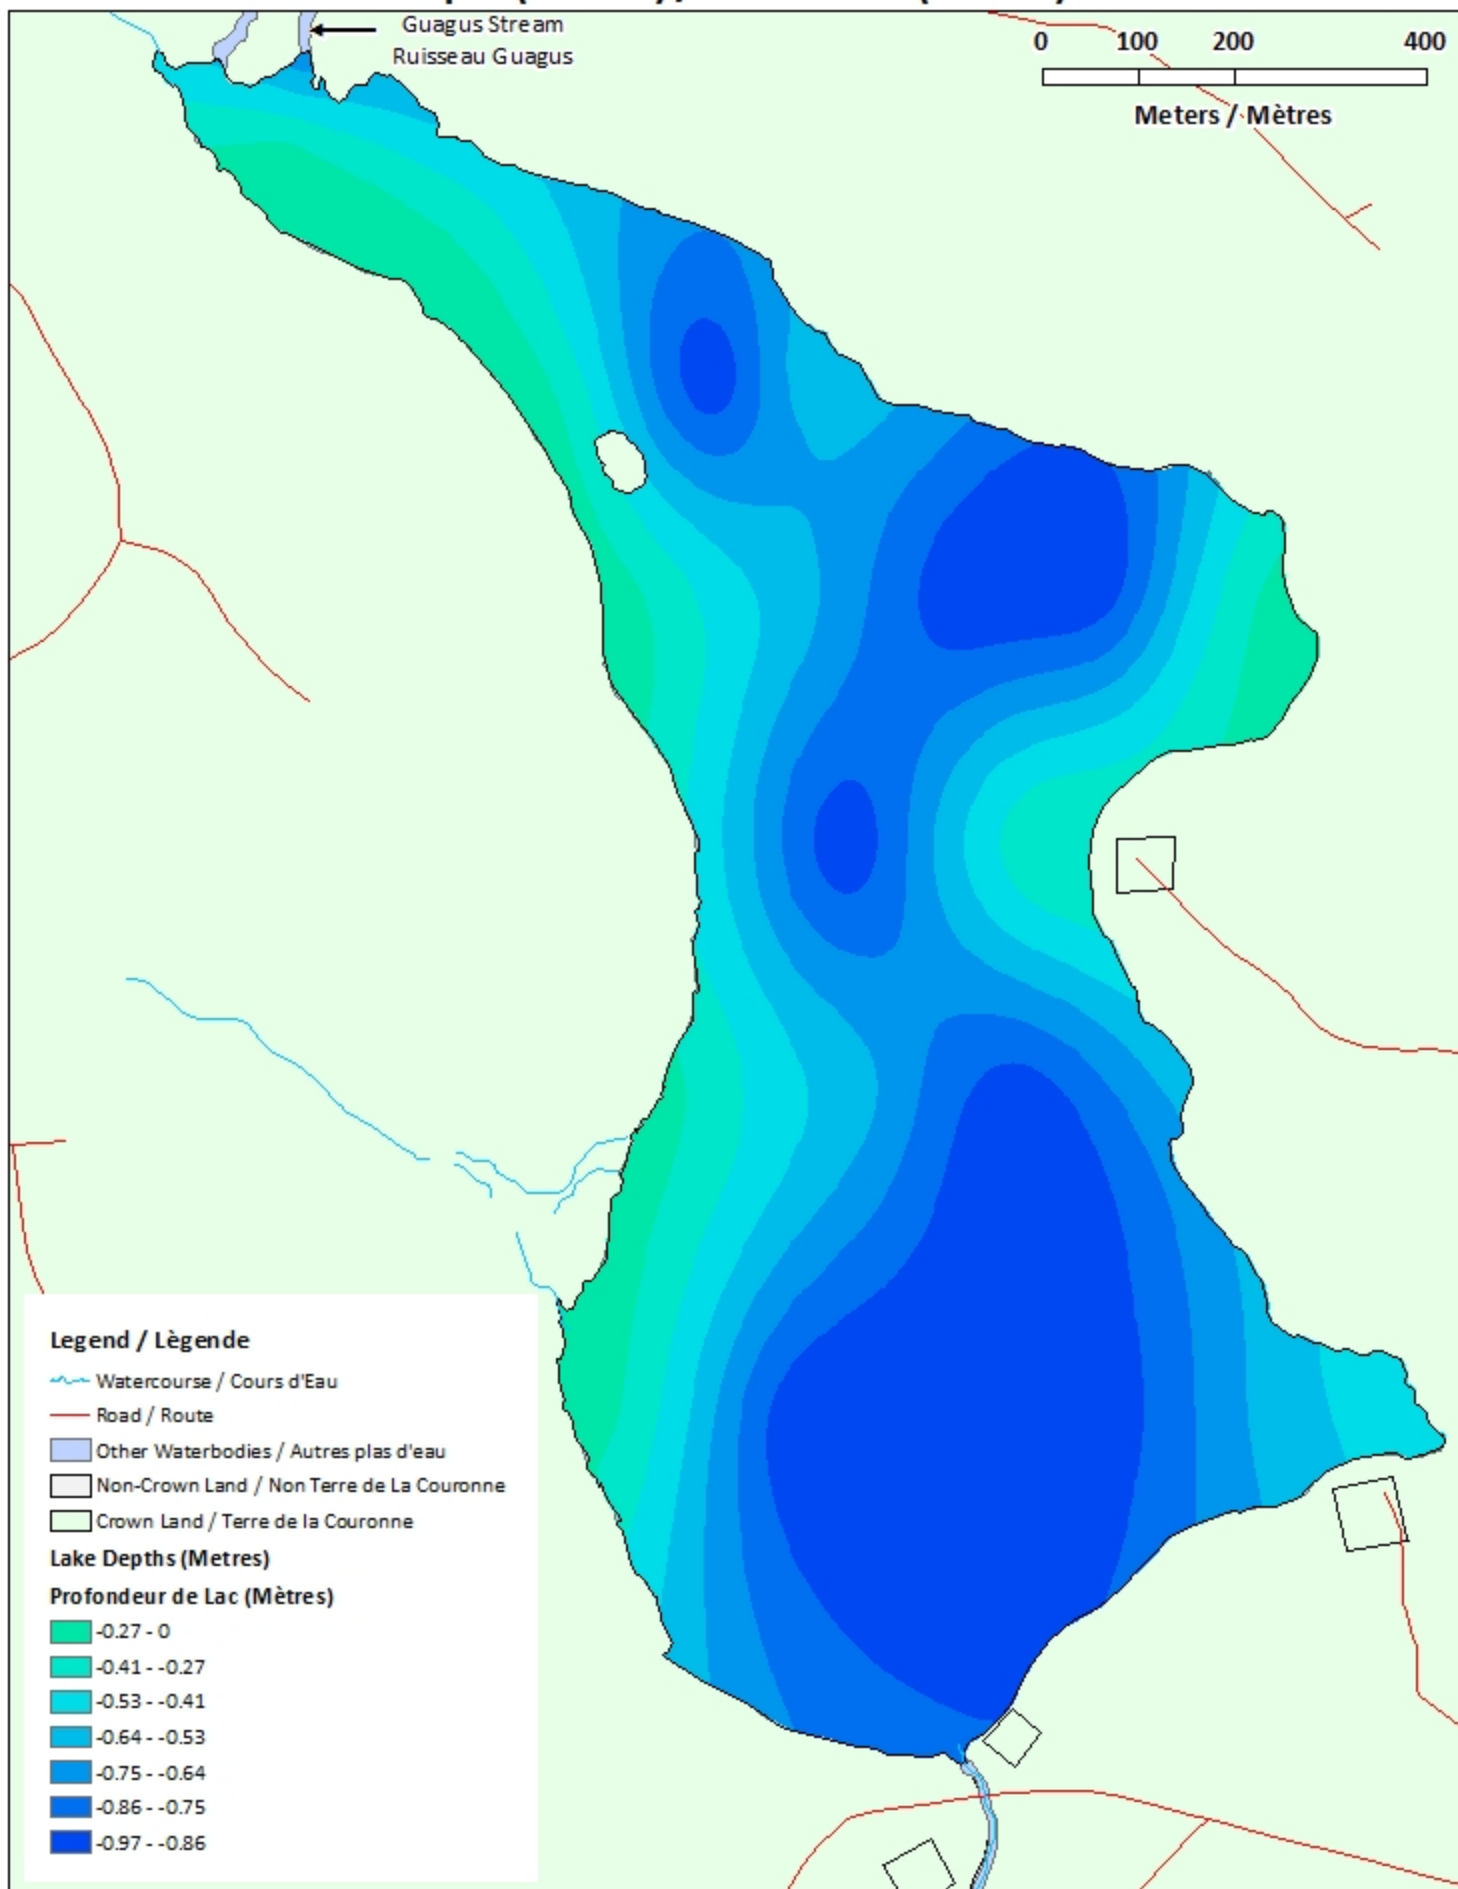 Guagus Stream
Ruisseau Guagus
0 100 200 400
Meters / Mètres
Legend / Lègende
Watercourse / Cours d'Eau
Road / Route
Other Waterbodies / Autres plas d'eau
Non-Crown Land / Non Terre de La Couronne
Crown Land / Terre de la Couronne
Lake Depths (Metres)
Profondeur de Lac (Mètres)
-0.27 - 0
-0.41 - -0.27
-0.53 - -0.41
-0.64 - -0.53
-0.75 - -0.64
-0.86 - -0.75
-0.97 - -0.86